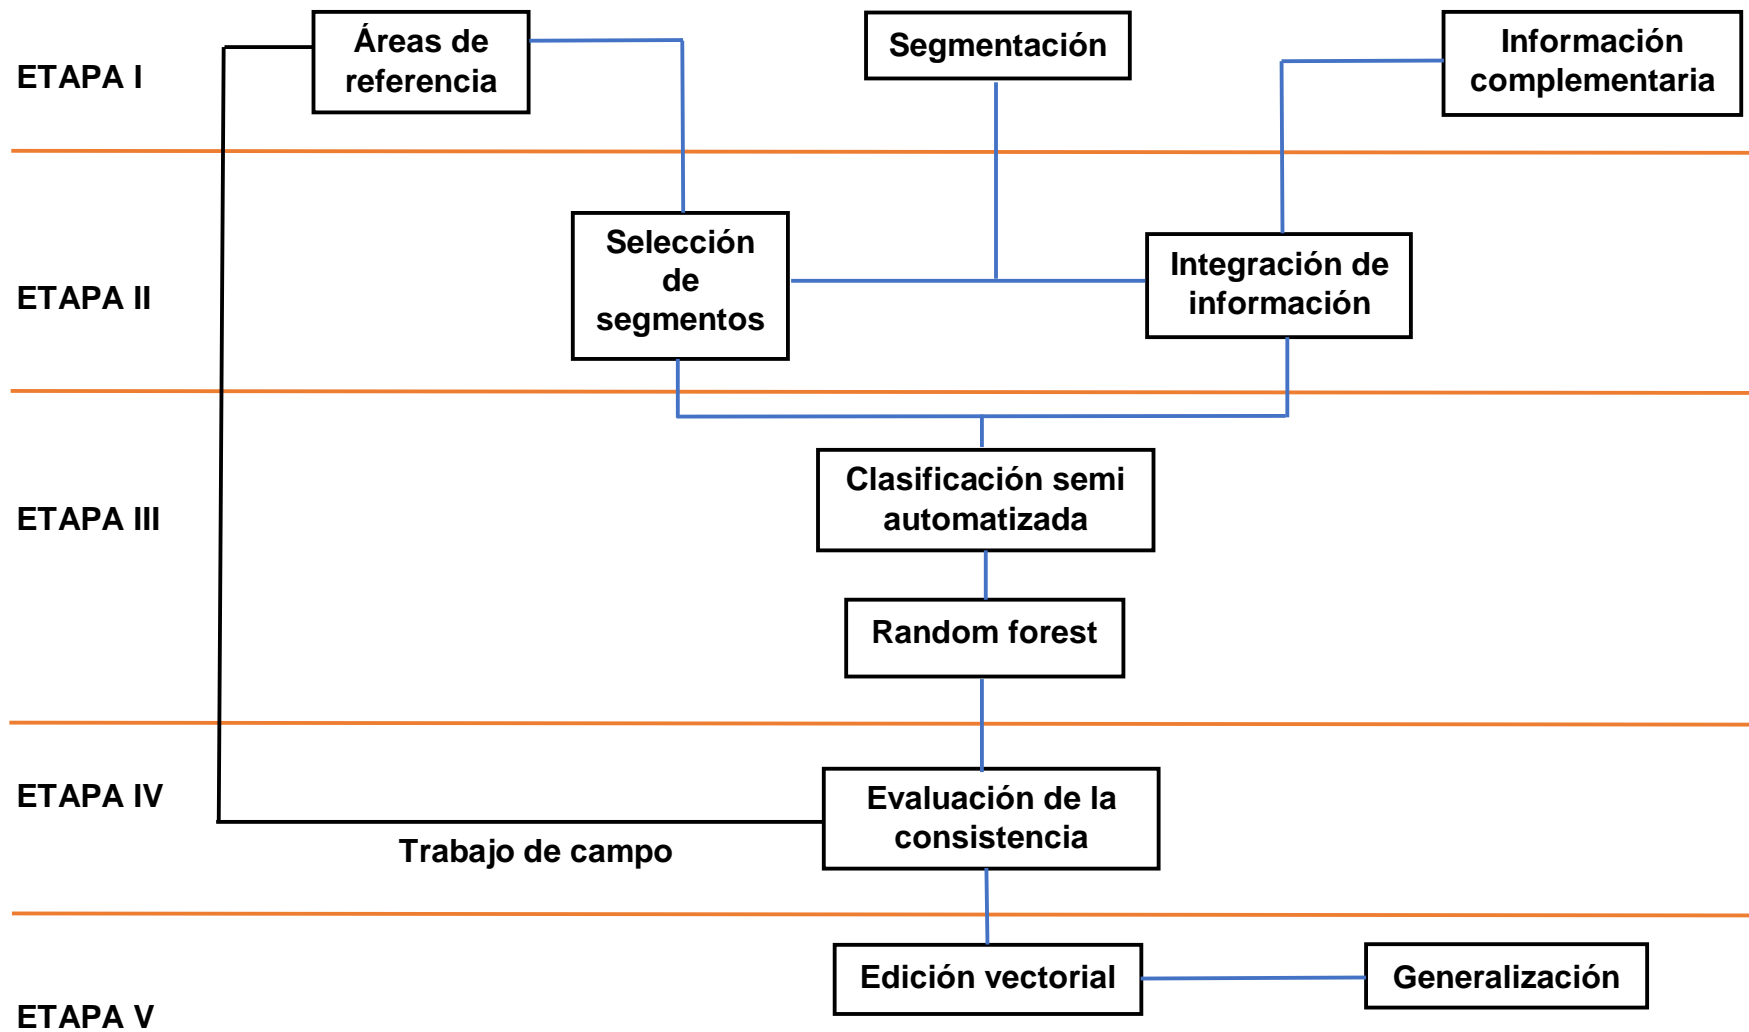 ETAPA I
Áreas de
referencia
Segmentación
Información
complementaria
ETAPA II
Selección
de
segmentos
Integración de
información
ETAPA III
Clasificación semi
automatizada
Random forest
ETAPA IV
Evaluación de la
consistencia
Trabajo de campo
ETAPA V
Edición vectorial
Generalización